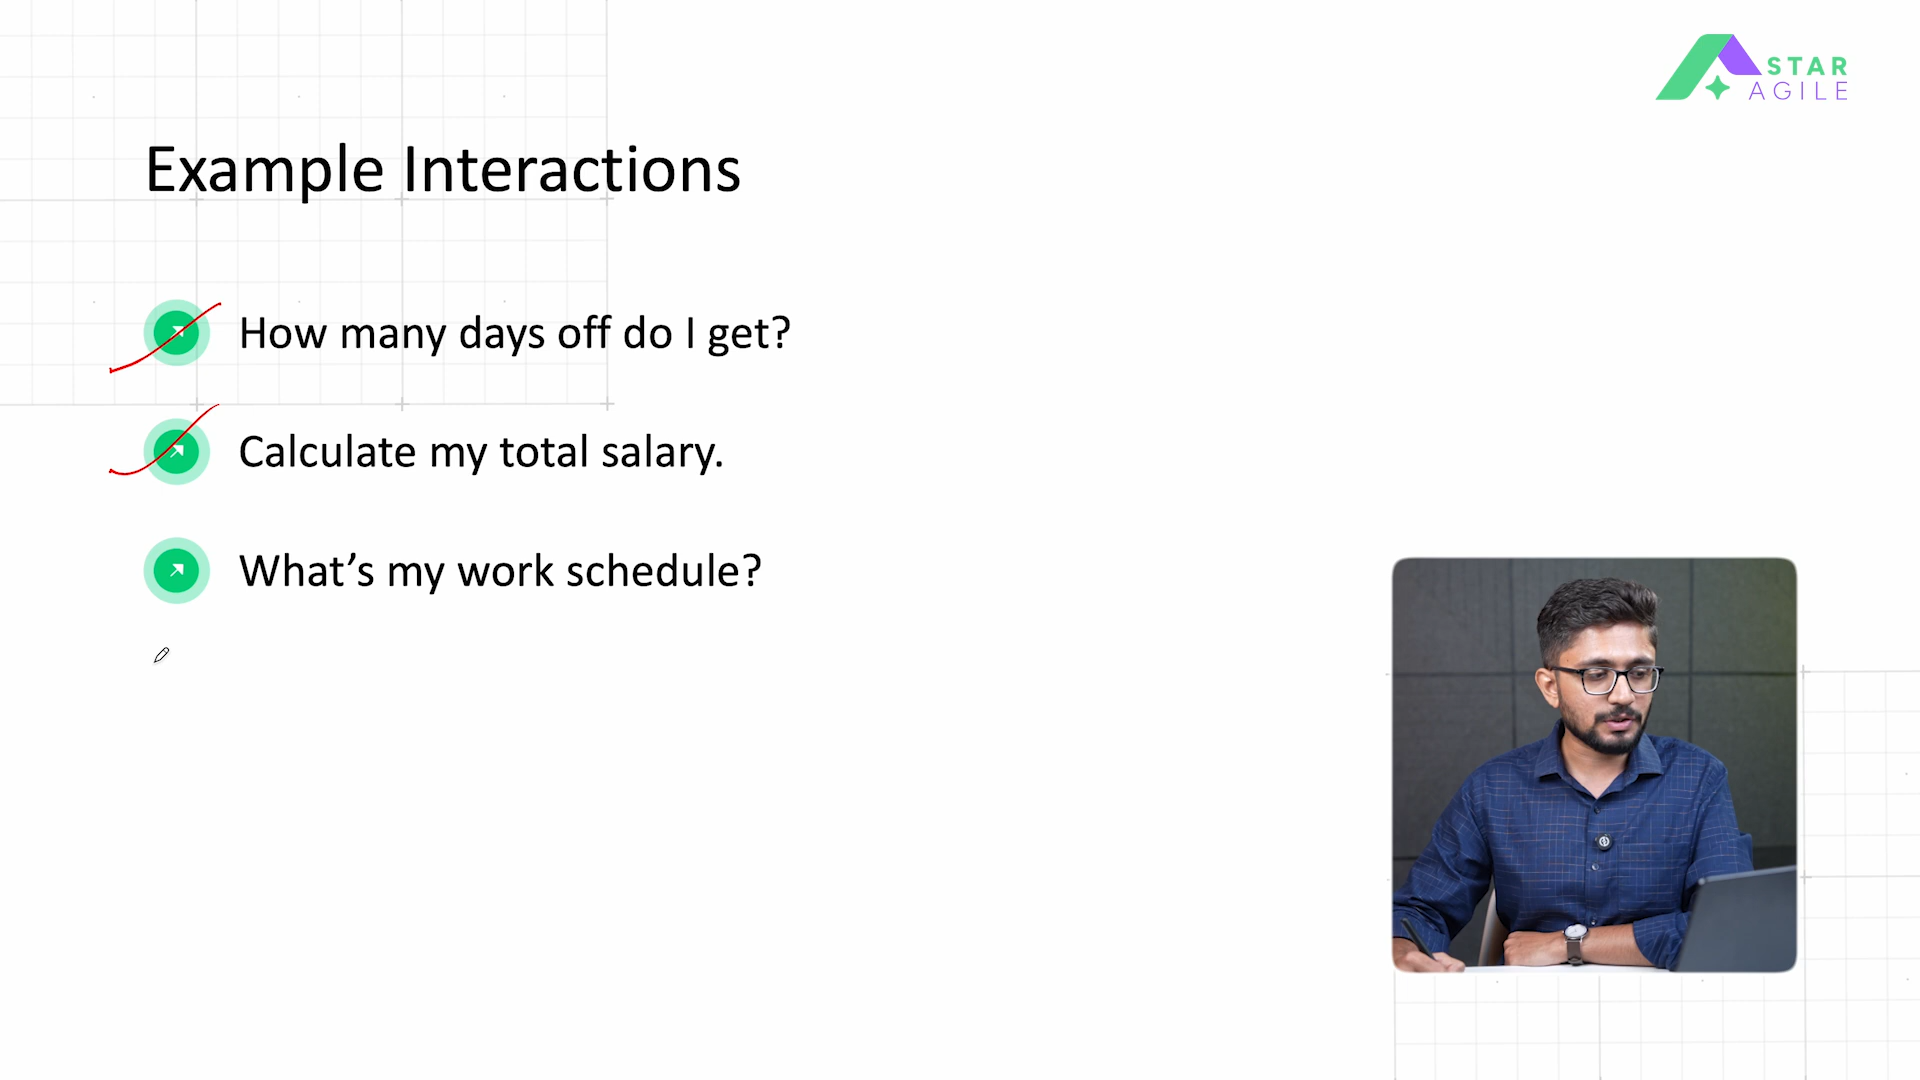 STAR
AGILE
Example Interactions
How many days off do I get?
Calculate my total salary.
What’s my work schedule?